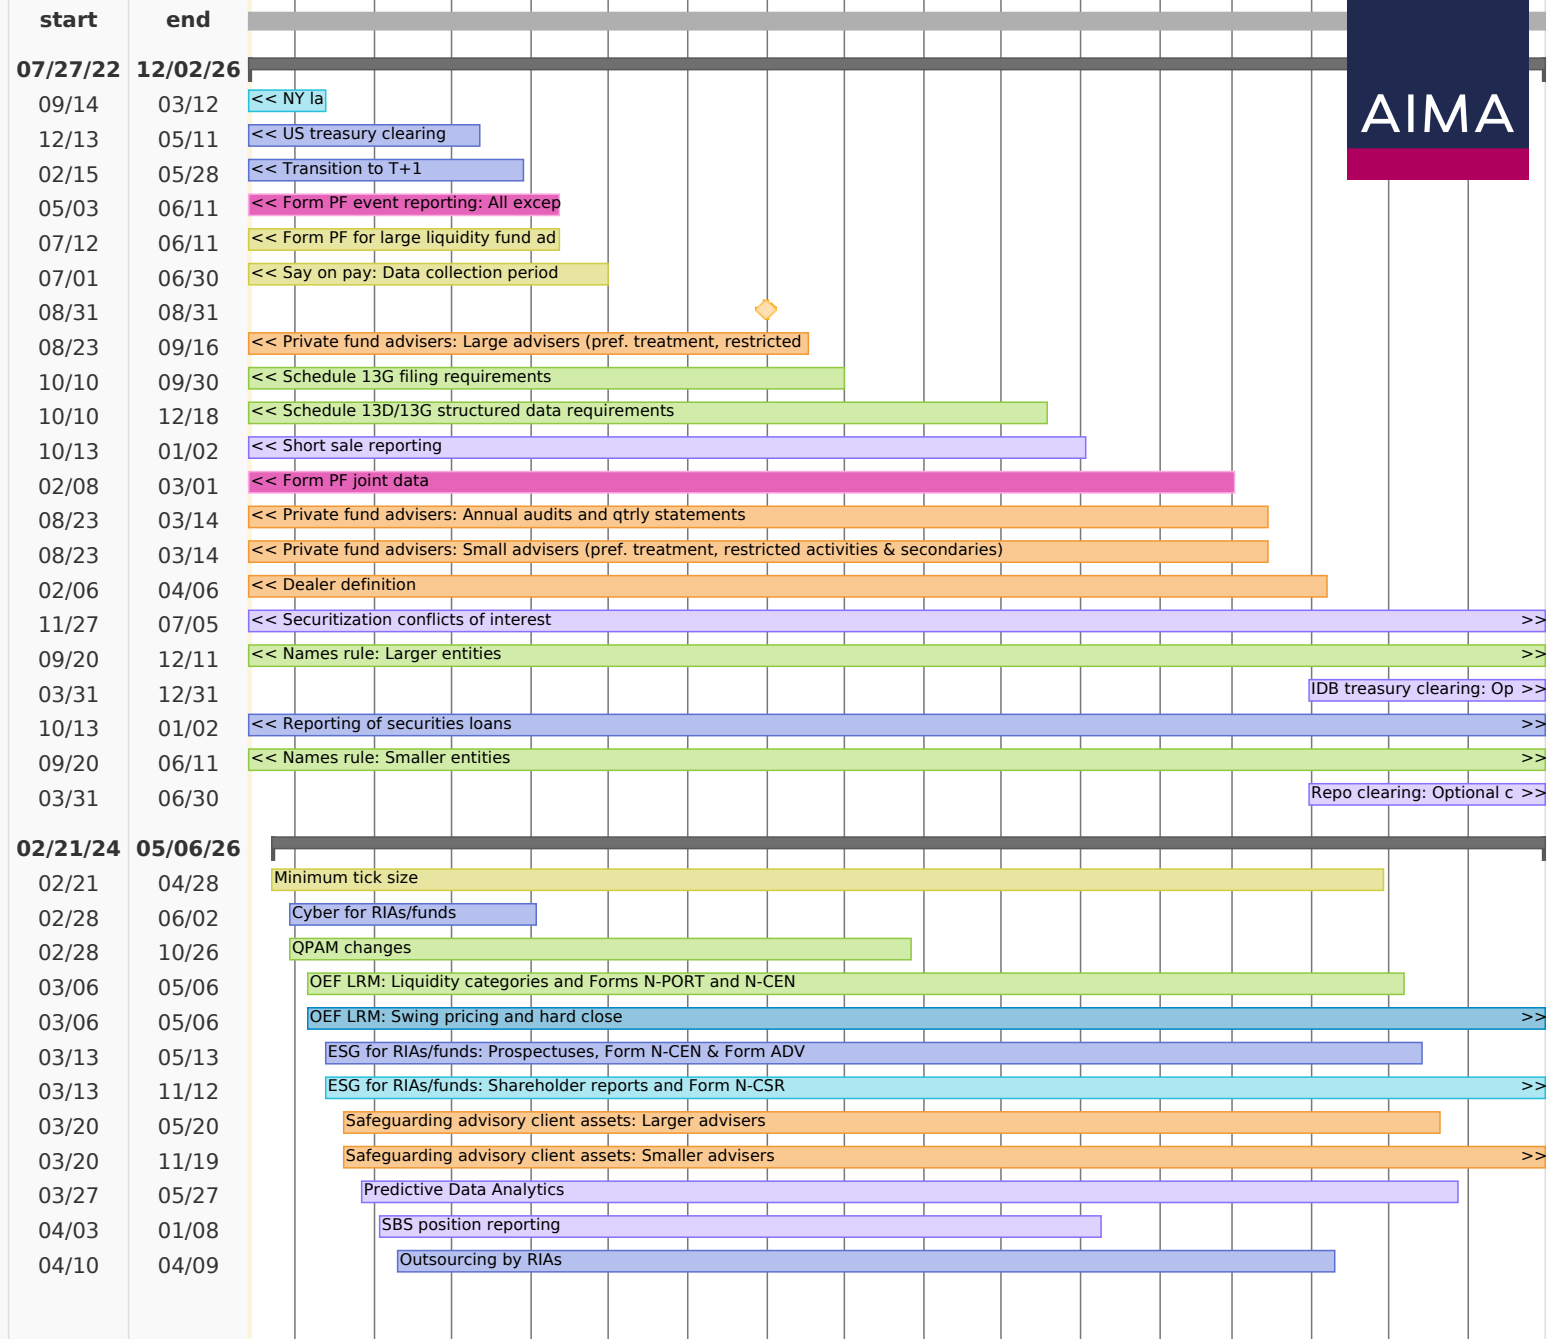 start end
AIMA
07/27/22 12/02/26
09/14 03/12 << NY la
12/13 05/11 << US treasury clearing
02/15 05/28 << Transition to T+1
05/03 06/11 << Form PF event reporting: All excep
07/12 06/11 << Form PF for large liquidity fund ad
07/01 06/30 << Say on pay: Data collection period
08/31 08/31
08/23 09/16 << Private fund advisers: Large advisers (pref. treatment, restricted
10/10 09/30 << Schedule 13G filing requirements
10/10 12/18 << Schedule 13D/13G structured data requirements
10/13 01/02 << Short sale reporting
02/08 03/01 << Form PF joint data
08/23 03/14 << Private fund advisers: Annual audits and qtrly statements
08/23 03/14 << Private fund advisers: Small advisers (pref. treatment, restricted activities & secondaries)
02/06 04/06 << Dealer definition
11/27 07/05 << Securitization conflicts of interest >>
09/20 12/11 << Names rule: Larger entities >>
03/31 12/31 IDB treasury clearing: Op >>
10/13 01/02 << Reporting of securities loans >>
09/20 06/11 << Names rule: Smaller entities >>
03/31 06/30 Repo clearing: Optional c >>
02/21/24 05/06/26
02/21 04/28 Minimum tick size
02/28 06/02 Cyber for RIAs/funds
02/28 10/26 QPAM changes
03/06 05/06 OEF LRM: Liquidity categories and Forms N-PORT and N-CEN
03/06 05/06 OEF LRM: Swing pricing and hard close >>
03/13 05/13 ESG for RIAs/funds: Prospectuses, Form N-CEN & Form ADV
03/13 11/12 ESG for RIAs/funds: Shareholder reports and Form N-CSR >>
03/20 05/20 Safeguarding advisory client assets: Larger advisers
03/20 11/19 Safeguarding advisory client assets: Smaller advisers >>
03/27 05/27 Predictive Data Analytics
04/03 01/08 SBS position reporting
04/10 04/09 Outsourcing by RIAs